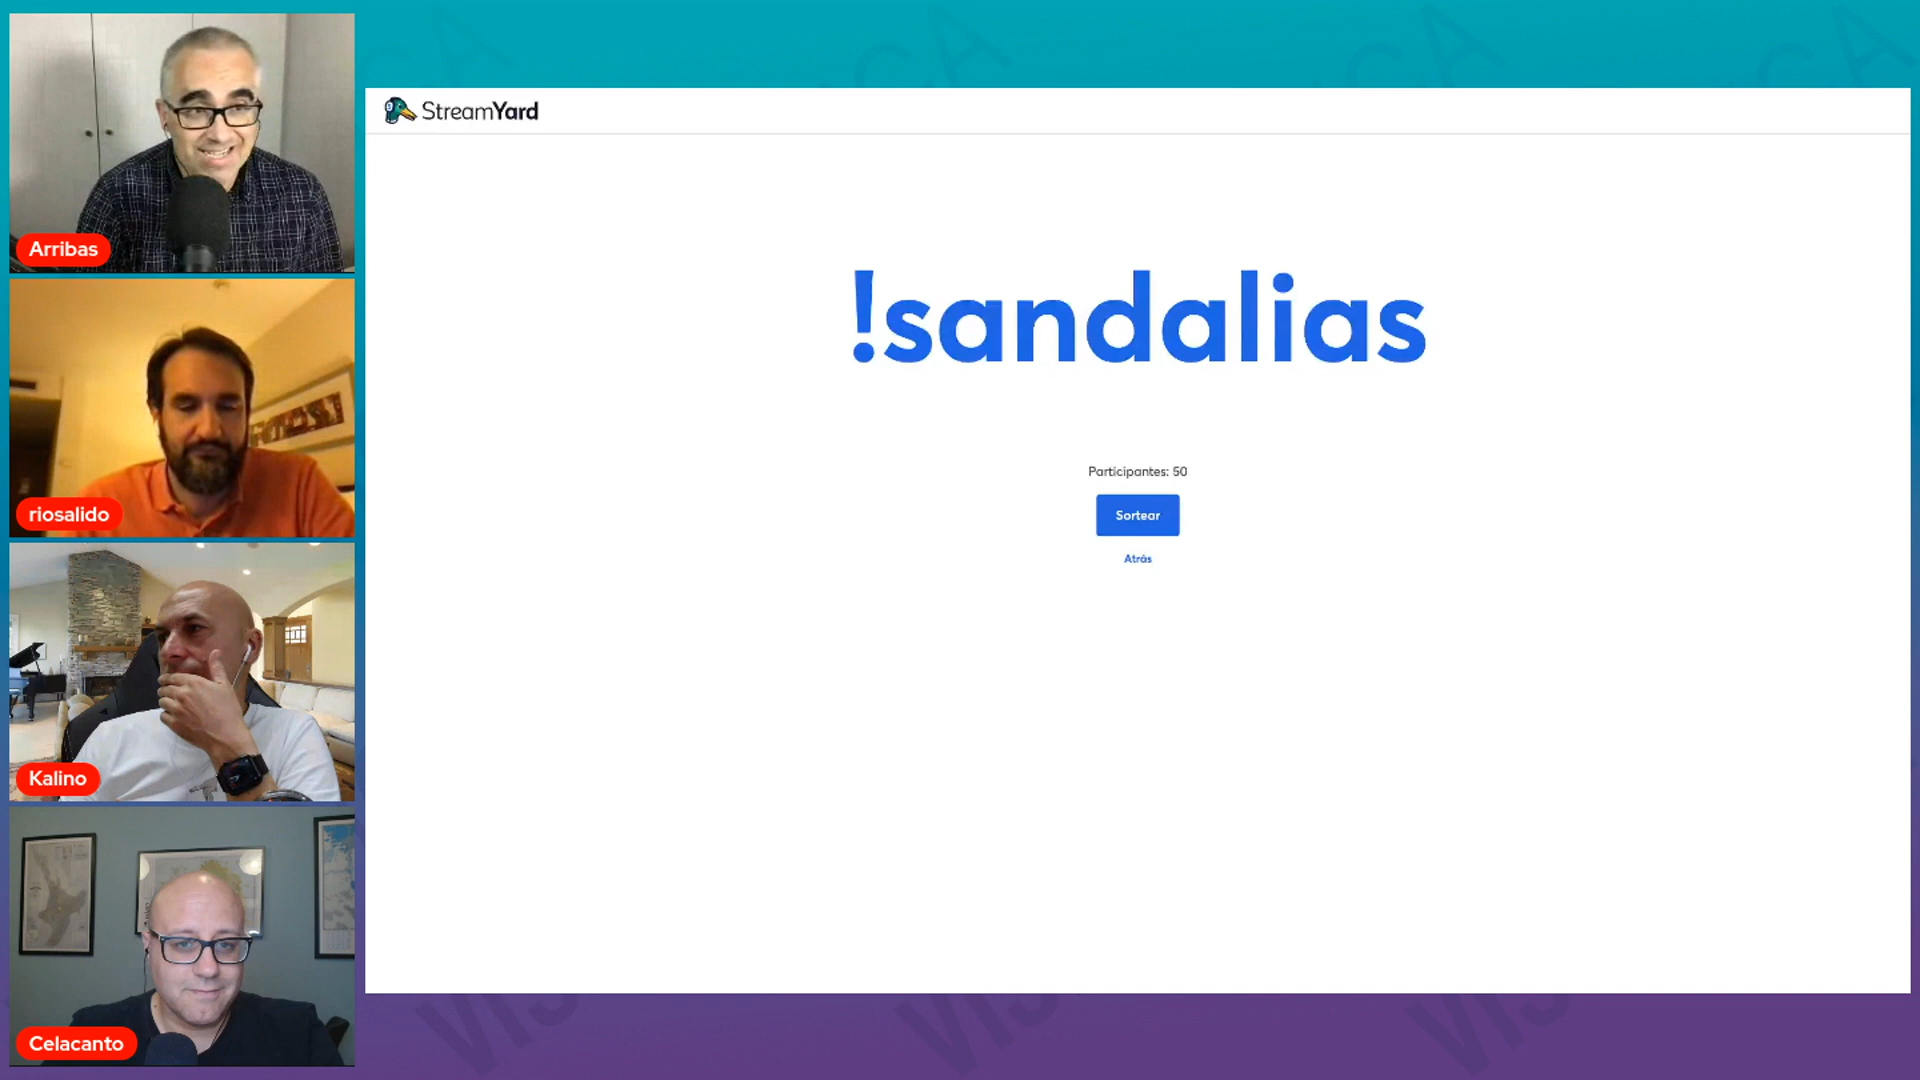 Arribas
riosalido
Kalino
Celacanto
StreamYard
!sandalias
Participantes: 50
Sortear
Atrás